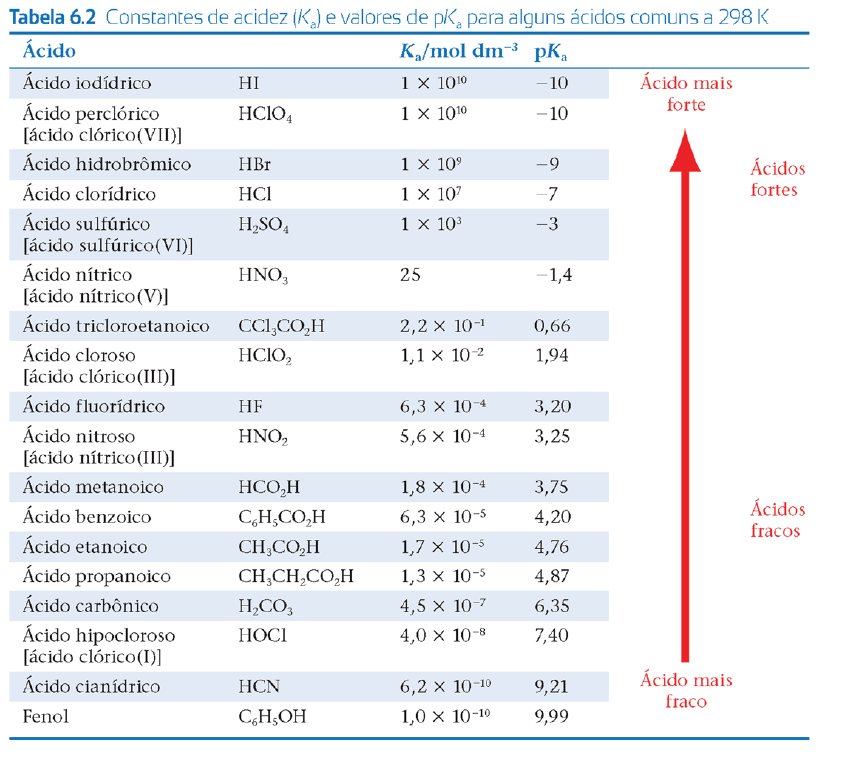 Tabela 6.2 Constantes de acidez (Kₐ) e valores de pKₐ para alguns ácidos comuns a 298 K
Ácido Kₐ/mol dm⁻³ pKₐ
Ácido iodídrico HI 1 × 10¹⁰ −10
Ácido perclórico HClO₄ 1 × 10¹⁰ −10
[ácido clórico(VII)]
Ácido hidrobrômico HBr 1 × 10⁹ −9
Ácido clorídrico HCl 1 × 10⁷ −7
Ácido sulfúrico H₂SO₄ 1 × 10³ −3
[ácido sulfúrico(VI)]
Ácido nítrico HNO₃ 25 −1,4
[ácido nítrico(V)]
Ácido tricloroetanoico CCl₃CO₂H 2,2 × 10⁻¹ 0,66
Ácido cloroso HClO₂ 1,1 × 10⁻² 1,94
[ácido clórico(III)]
Ácido fluorídrico HF 6,3 × 10⁻⁴ 3,20
Ácido nitroso HNO₂ 5,6 × 10⁻⁴ 3,25
[ácido nítrico(III)]
Ácido metanoico HCO₂H 1,8 × 10⁻⁴ 3,75
Ácido benzoico C₆H₅CO₂H 6,3 × 10⁻⁵ 4,20
Ácido etanoico CH₃CO₂H 1,7 × 10⁻⁵ 4,76
Ácido propanoico CH₃CH₂CO₂H 1,3 × 10⁻⁵ 4,87
Ácido carbônico H₂CO₃ 4,5 × 10⁻⁷ 6,35
Ácido hipocloroso HOCl 4,0 × 10⁻⁸ 7,40
[ácido clórico(I)]
Ácido cianídrico HCN 6,2 × 10⁻¹⁰ 9,21
Fenol C₆H₅OH 1,0 × 10⁻¹⁰ 9,99
Ácido mais
forte
Ácidos
fortes
Ácidos
fracos
Ácido mais
fraco